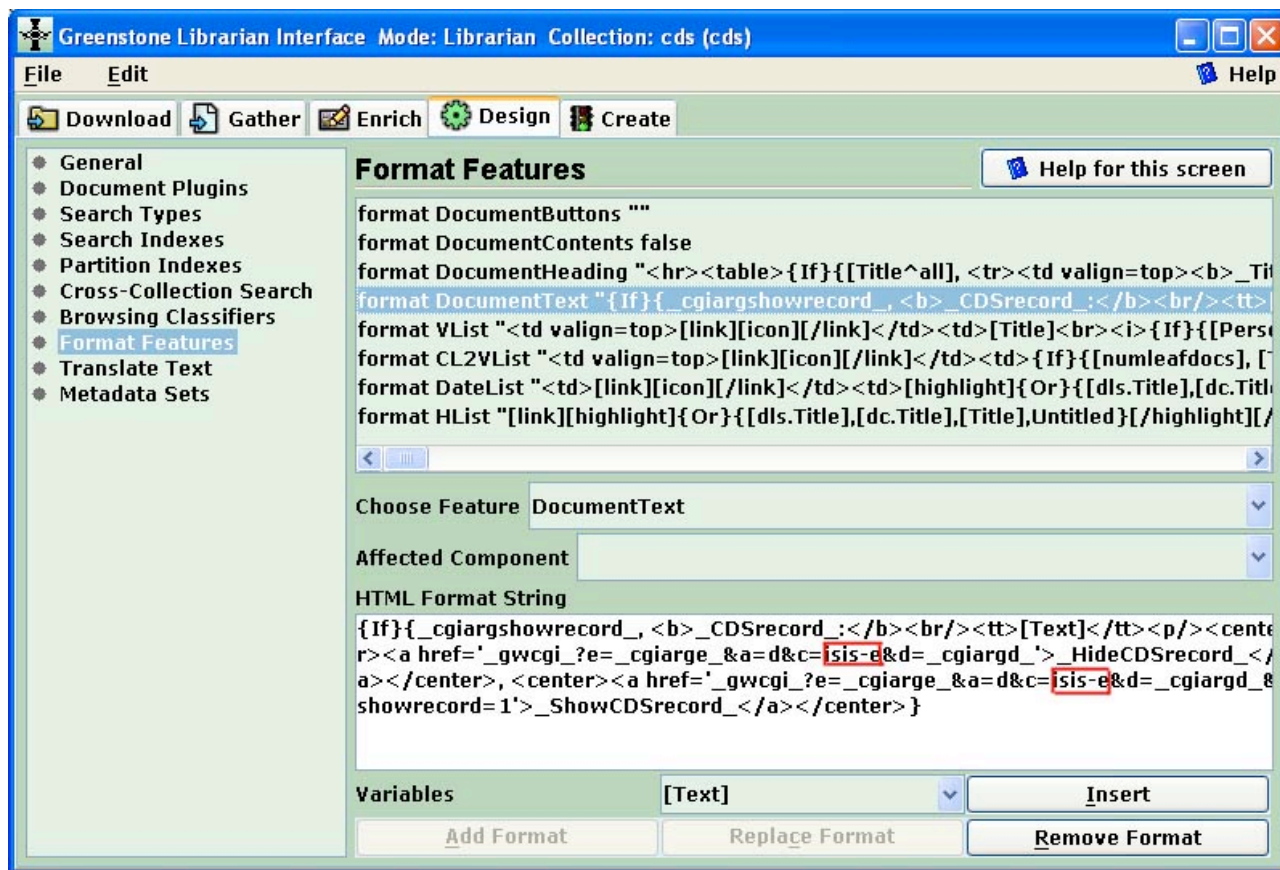 Greenstone Librarian Interface Mode: Librarian Collection: cds (cds)
File Edit Help
Download Gather Enrich Design Create
General
Document Plugins
Search Types
Search Indexes
Partition Indexes
Cross-Collection Search
Browsing Classifiers
Format Features
Translate Text
Metadata Sets
Format Features
Help for this screen
format DocumentButtons ""
format DocumentContents false
format DocumentHeading "<hr><table>{If}{[Title^all], <tr><td valign=top><b>_Tit
format DocumentText "{If}{_cgiargshowrecord_, <b>_CDSrecord_:</b><br/><tt>[
format VList "<td valign=top>[link][icon][/link]</td><td>[Title]<br><i>{If}{[Perso
format CL2VList "<td valign=top>[link][icon][/link]</td><td>{If}{[numleafdocs], [T
format DateList "<td>[link][icon][/link]</td><td>[highlight]{Or}{[dls.Title],[dc.Title
format HList "[link][highlight]{Or}{[dls.Title],[dc.Title],[Title],Untitled}[/highlight][/
Choose Feature DocumentText
Affected Component
HTML Format String
{If}{_cgiargshowrecord_, <b>_CDSrecord_:</b><br/><tt>[Text]</tt><p/><cente
r><a href='_gwcgi_?e=_cgiarge_&a=d&c=isis-e&d=_cgiargd_'>_HideCDSrecord_</
a></center>, <center><a href='_gwcgi_?e=_cgiarge_&a=d&c=isis-e&d=_cgiargd_&
showrecord=1'>_ShowCDSrecord_</a></center>}
Variables [Text] Insert
Add Format Replace Format Remove Format